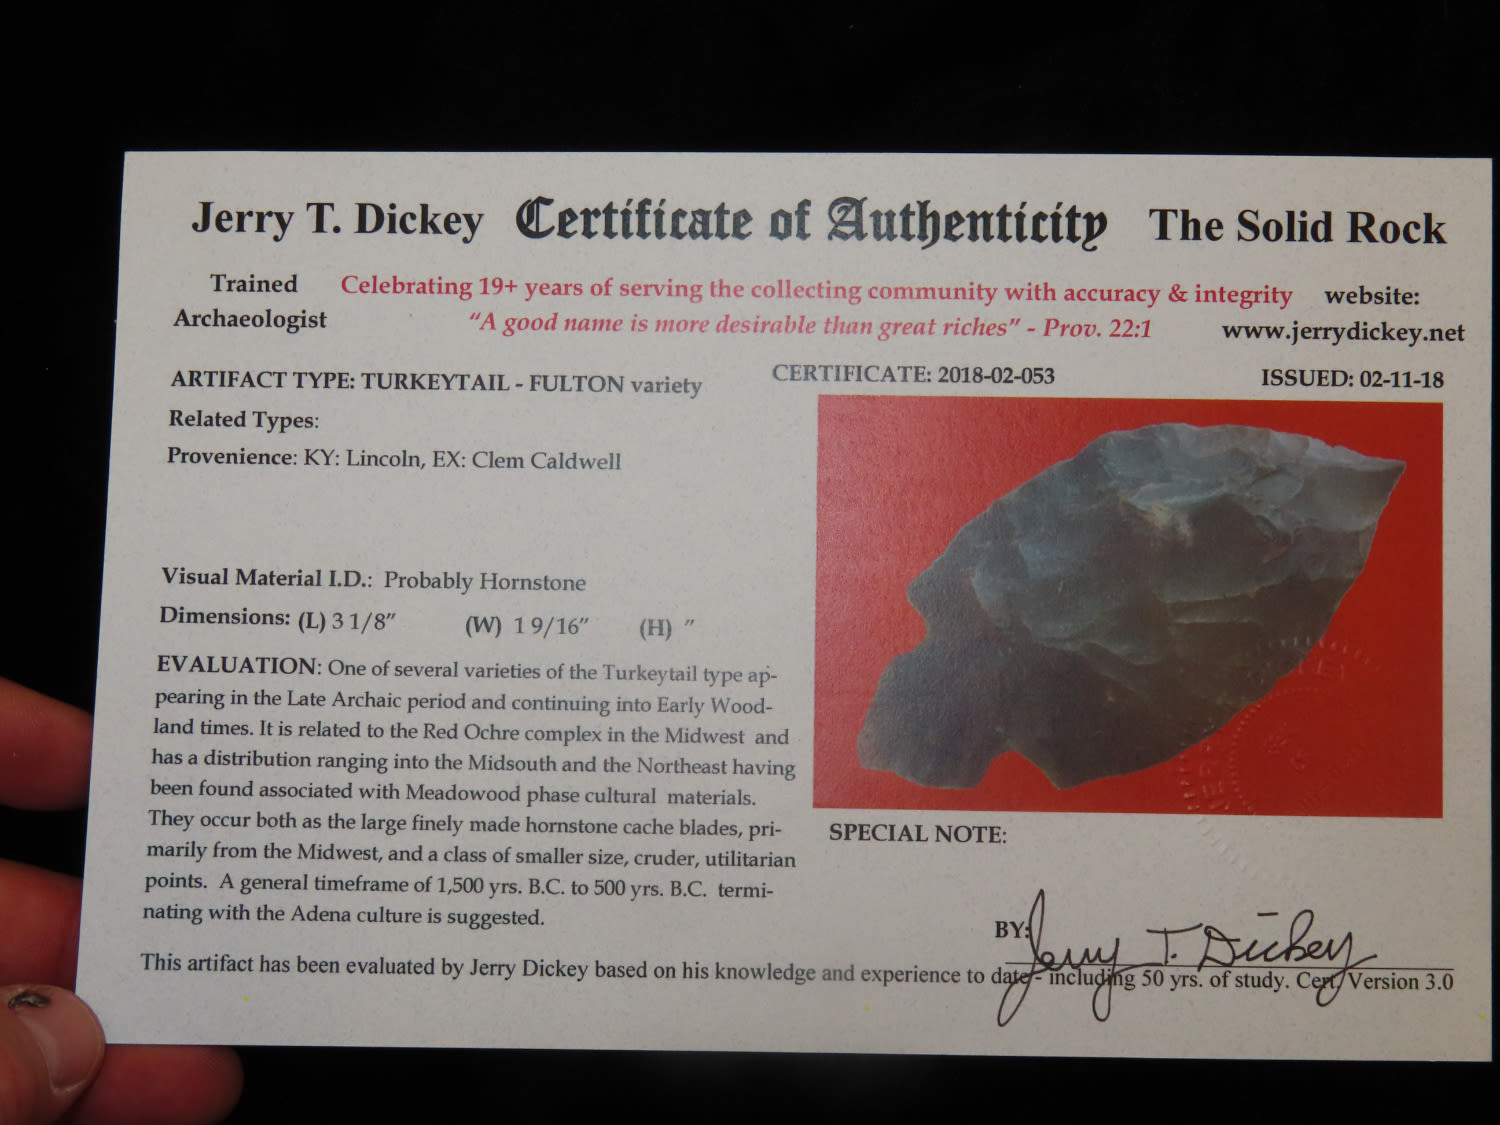 Jerry T. Dickey Certificate of Authenticity The Solid Rock
Trained Archaeologist
Celebrating 19+ years of serving the collecting community with accuracy & integrity
"A good name is more desirable than great riches" - Prov. 22:1
website:
www.jerrydickey.net
ARTIFACT TYPE: TURKEYTAIL - FULTON variety
CERTIFICATE: 2018-02-053
ISSUED: 02-11-18
Related Types:
Provenience: KY: Lincoln, EX: Clem Caldwell
Visual Material I.D.: Probably Hornstone
Dimensions: (L) 3 1/8" (W) 1 9/16" (H) "
EVALUATION: One of several varieties of the Turkeytail type ap-
pearing in the Late Archaic period and continuing into Early Wood-
land times. It is related to the Red Ochre complex in the Midwest and
has a distribution ranging into the Midsouth and the Northeast having
been found associated with Meadowood phase cultural materials.
They occur both as the large finely made hornstone cache blades, pri-
marily from the Midwest, and a class of smaller size, cruder, utilitarian
points. A general timeframe of 1,500 yrs. B.C. to 500 yrs. B.C. termi-
nating with the Adena culture is suggested.
SPECIAL NOTE:
BY: Jerry T. Dickey
This artifact has been evaluated by Jerry Dickey based on his knowledge and experience to date - including 50 yrs. of study. Cert. Version 3.0